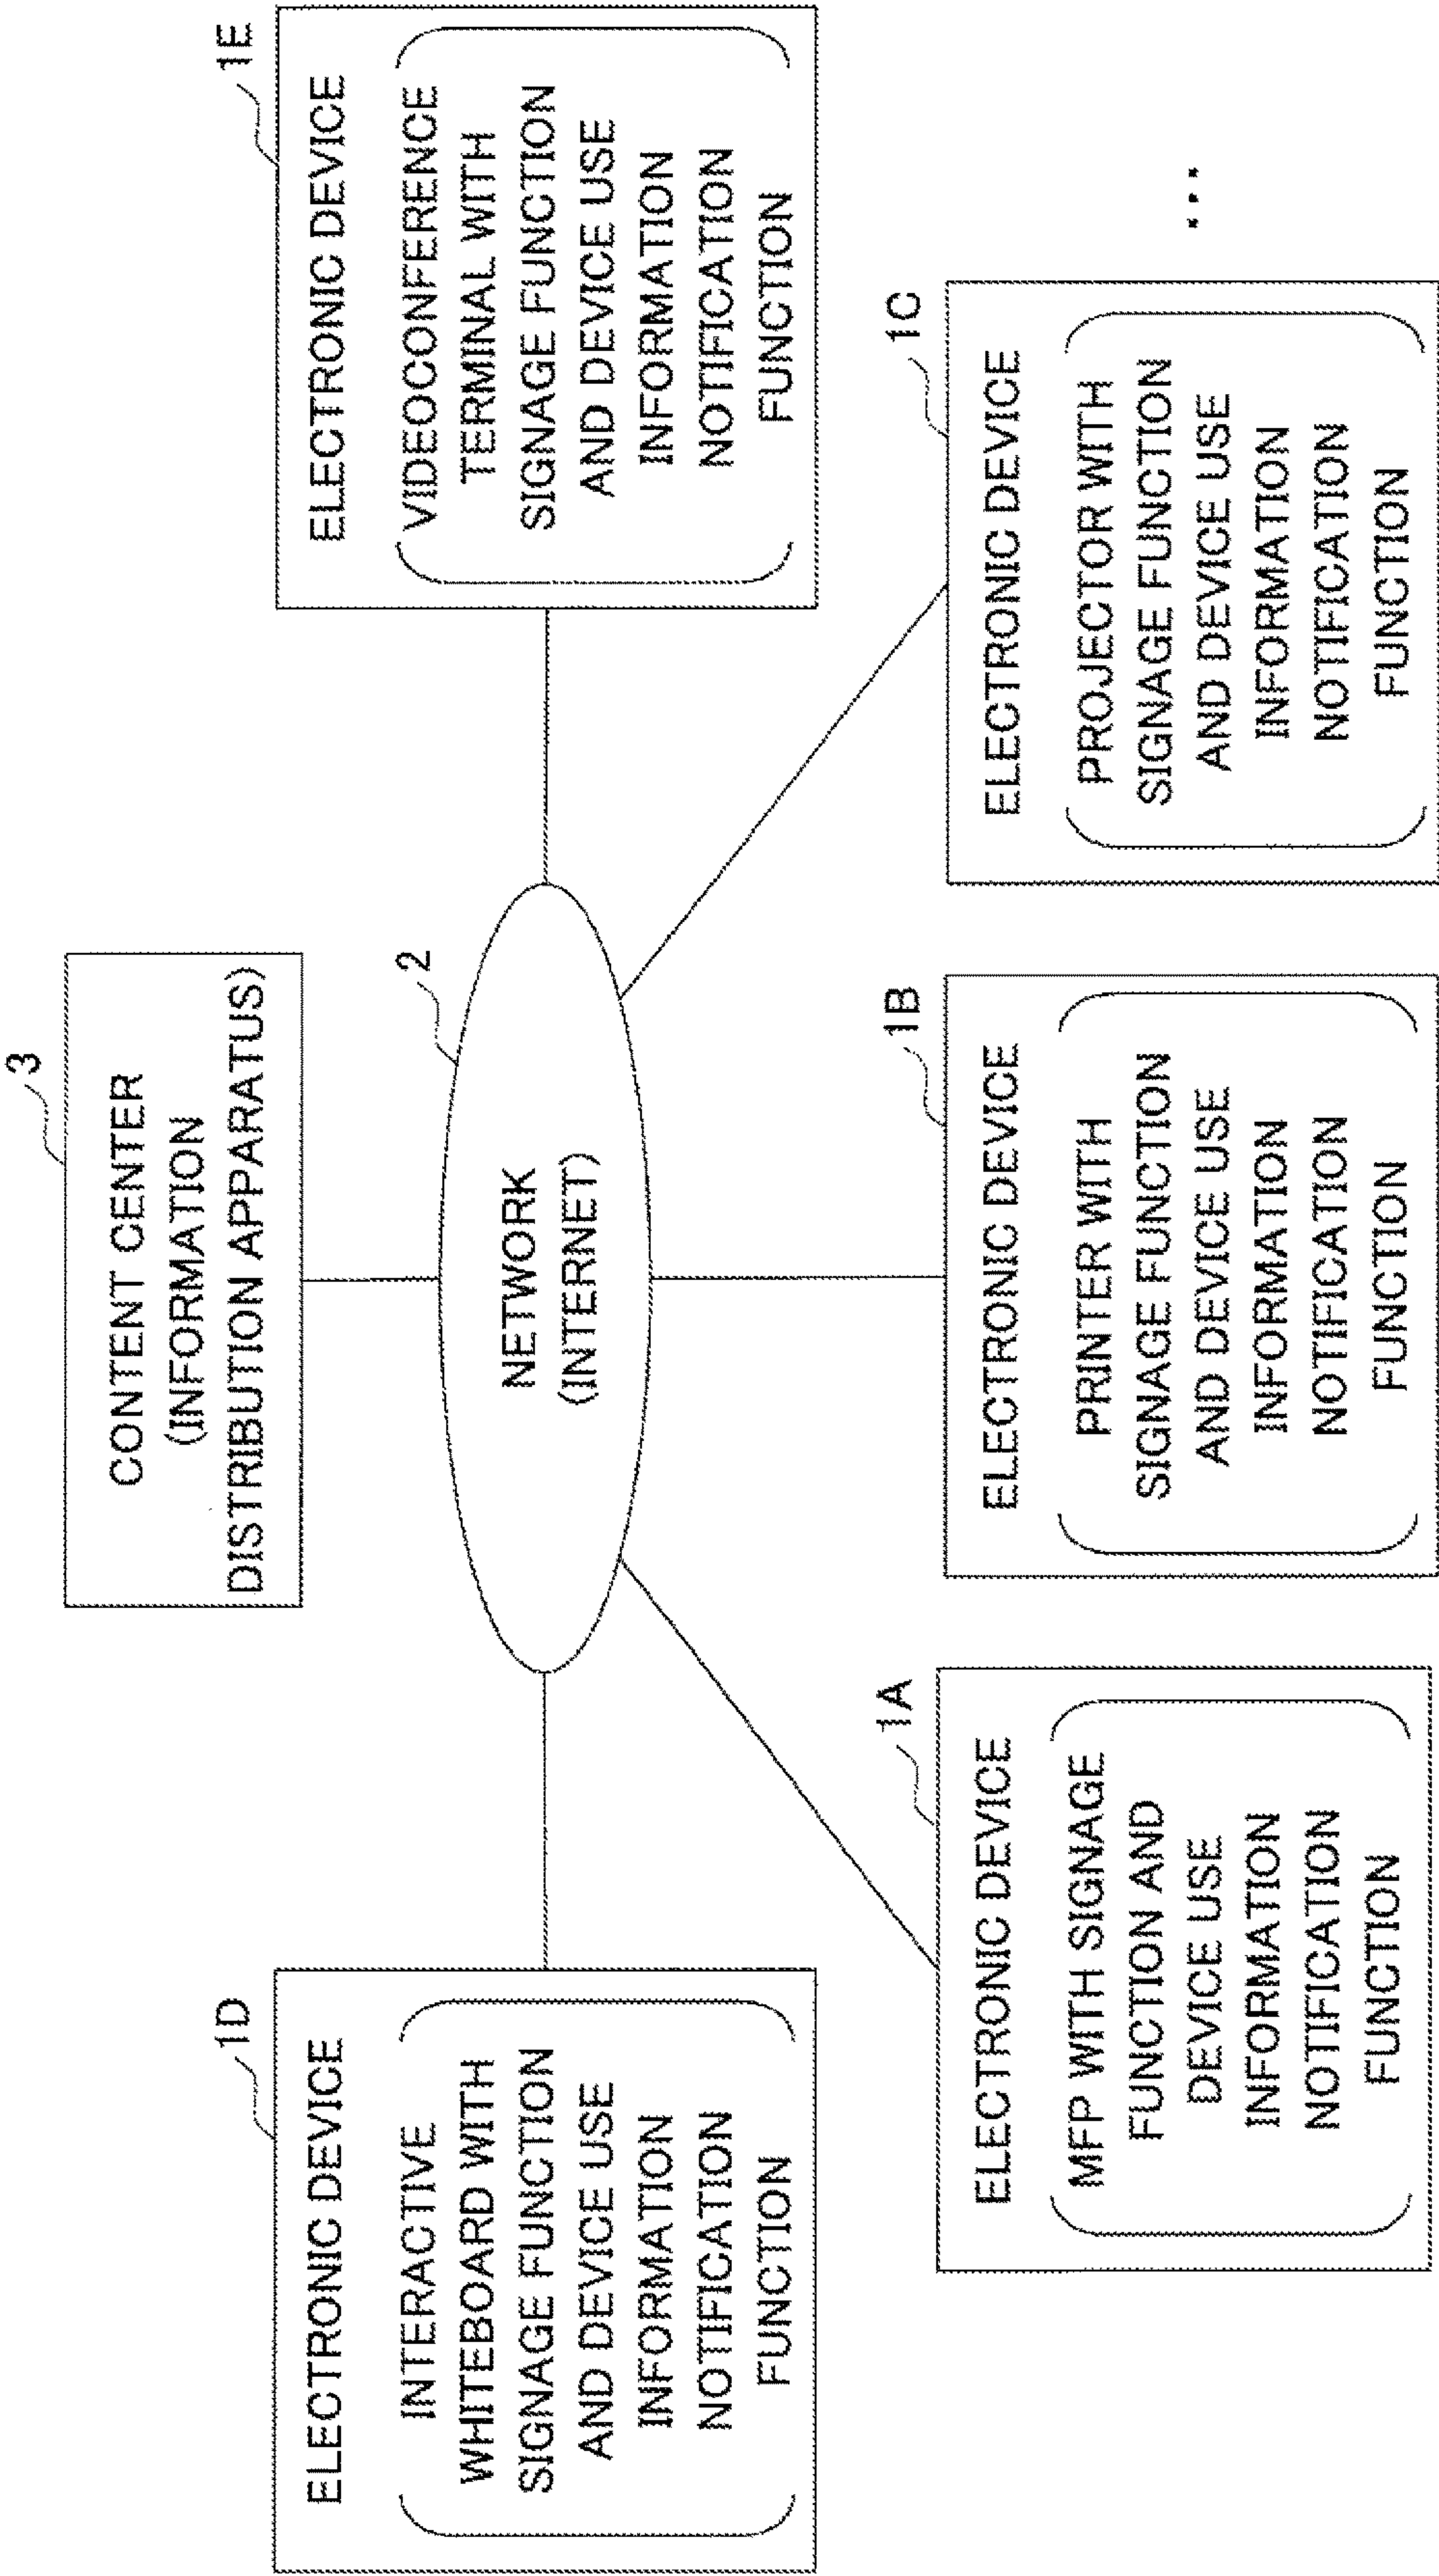 3
CONTENT CENTER
(INFORMATION
DISTRIBUTION APPARATUS)
2
NETWORK
(INTERNET)
1D
ELECTRONIC DEVICE
INTERACTIVE
WHITEBOARD WITH
SIGNAGE FUNCTION
AND DEVICE USE
INFORMATION
NOTIFICATION
FUNCTION
1E
ELECTRONIC DEVICE
VIDEOCONFERENCE
TERMINAL WITH
SIGNAGE FUNCTION
AND DEVICE USE
INFORMATION
NOTIFICATION
FUNCTION
1A
ELECTRONIC DEVICE
MFP WITH SIGNAGE
FUNCTION AND
DEVICE USE
INFORMATION
NOTIFICATION
FUNCTION
1B
ELECTRONIC DEVICE
PRINTER WITH
SIGNAGE FUNCTION
AND DEVICE USE
INFORMATION
NOTIFICATION
FUNCTION
1C
ELECTRONIC DEVICE
PROJECTOR WITH
SIGNAGE FUNCTION
AND DEVICE USE
INFORMATION
NOTIFICATION
FUNCTION
...